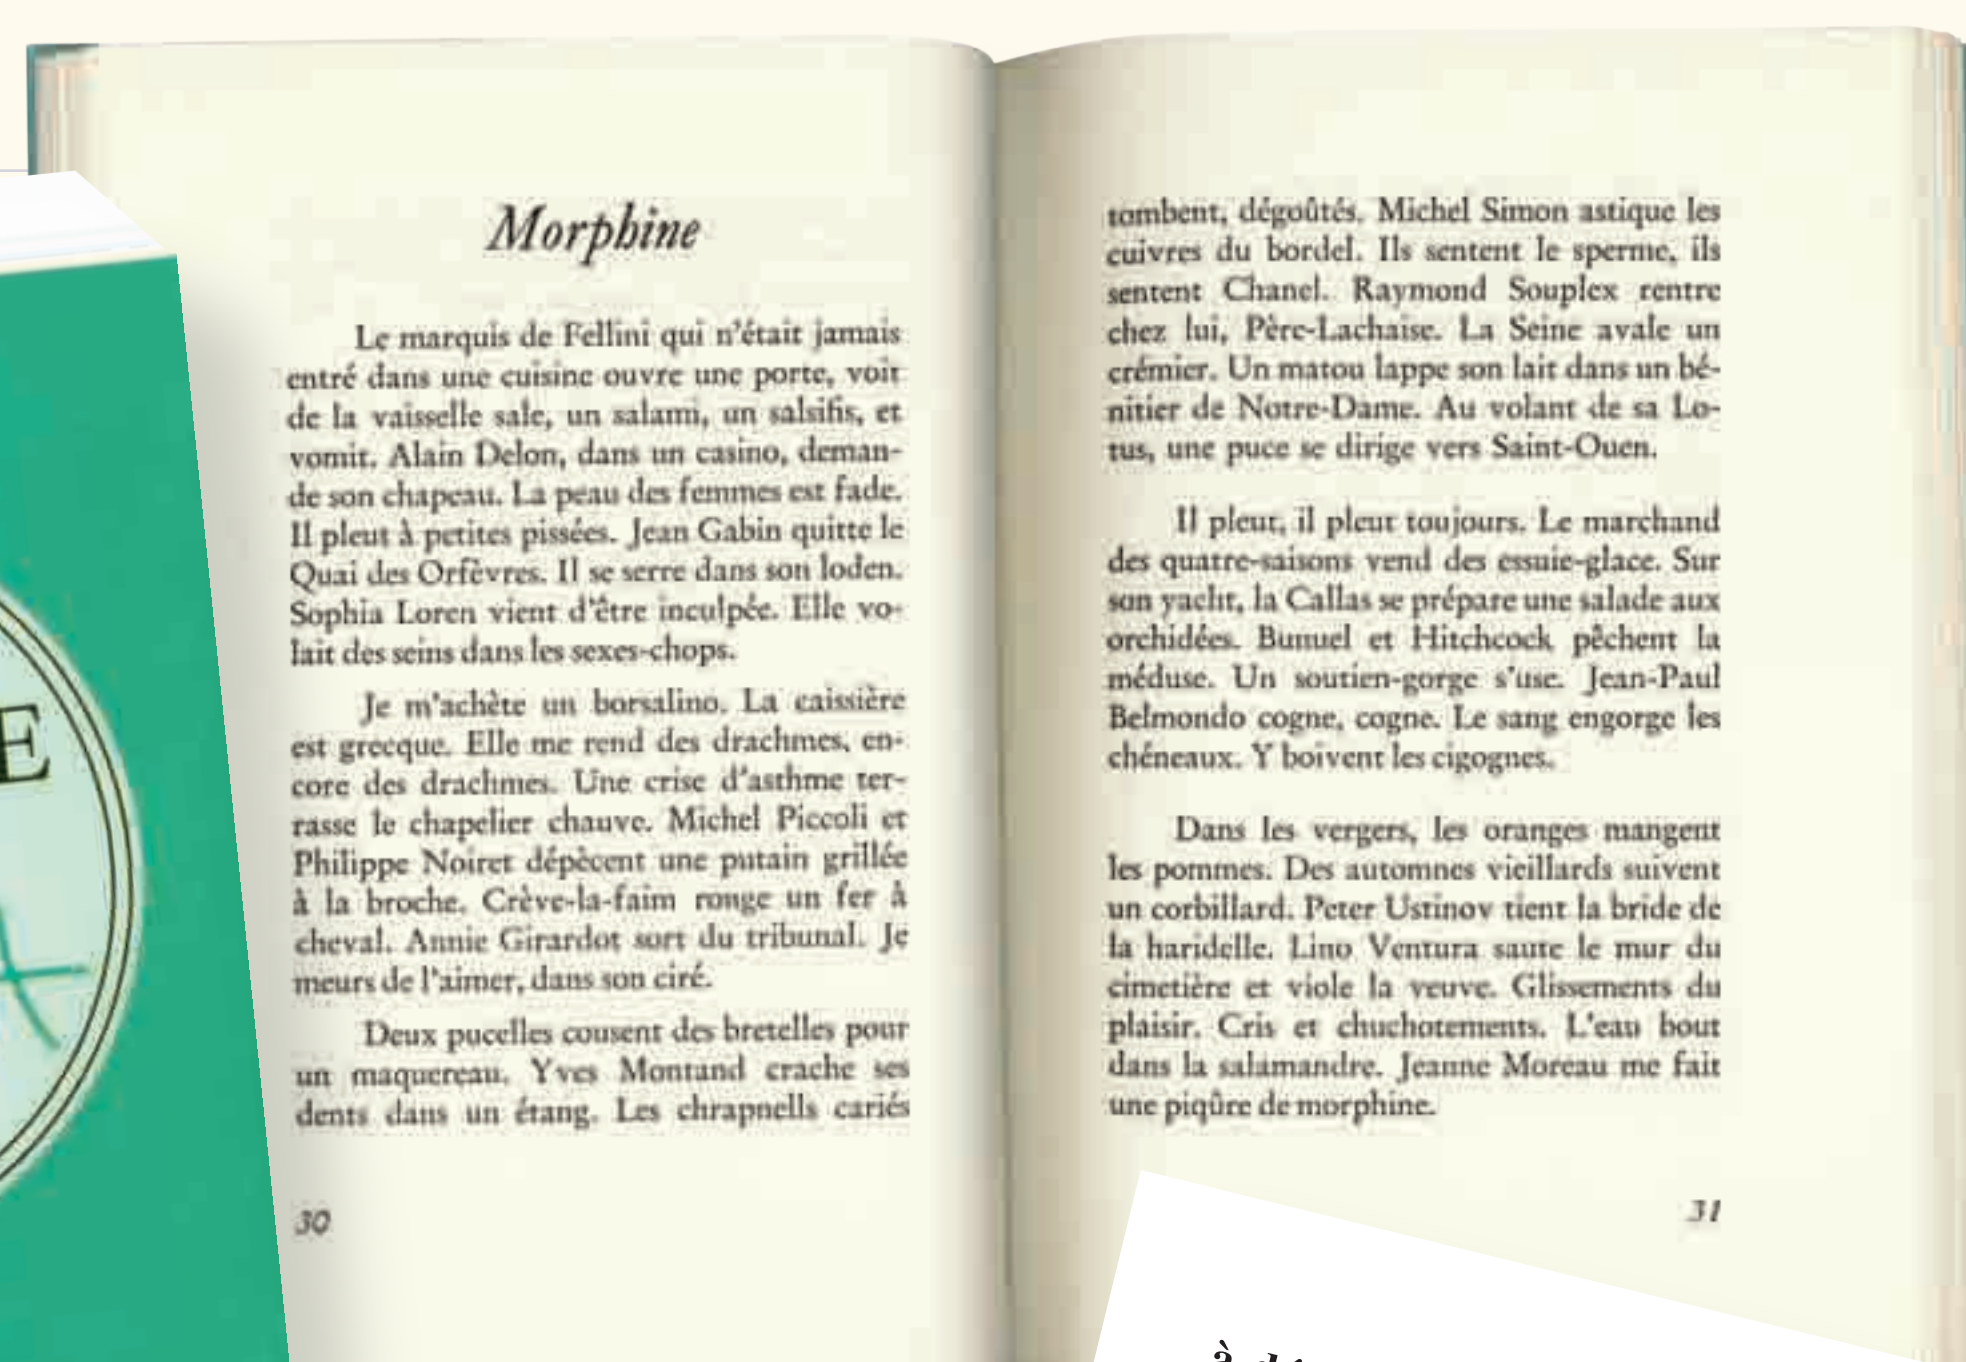 Morphine
Le marquis de Fellini qui n'était jamais
entré dans une cuisine ouvre une porte, voit
de la vaisselle sale, un salami, un salsifis, et
vomit. Alain Delon, dans un casino, deman-
de son chapeau. La peau des femmes est fade.
Il pleut à petites pissées. Jean Gabin quitte le
Quai des Orfèvres. Il se serre dans son loden.
Sophia Loren vient d'être inculpée. Elle vo-
lait des seins dans les sexes-chops.
Je m'achète un borsalino. La caissière
est grecque. Elle me rend des drachmes, en-
core des drachmes. Une crise d'asthme ter-
rasse le chapelier chauve. Michel Piccoli et
Philippe Noiret dépècent une putain grillée
à la broche. Crève-la-faim ronge un fer à
cheval. Annie Girardot sort du tribunal. Je
meurs de l'aimer, dans son ciré.
Deux pucelles cousent des bretelles pour
un maquereau. Yves Montand crache ses
dents dans un étang. Les chrapnells cariés
30
tombent, dégoûtés. Michel Simon astique les
cuivres du bordel. Ils sentent le sperme, ils
sentent Chanel. Raymond Souplex rentre
chez lui, Père-Lachaise. La Seine avale un
crémier. Un matou lappe son lait dans un bé-
nitier de Notre-Dame. Au volant de sa Lo-
tus, une puce se dirige vers Saint-Ouen.
Il pleut, il pleut toujours. Le marchand
des quatre-saisons vend des essuie-glace. Sur
son yacht, la Callas se prépare une salade aux
orchidées. Bunuel et Hitchcock pêchent la
méduse. Un soutien-gorge s'use. Jean-Paul
Belmondo cogne, cogne. Le sang engorge les
chéneaux. Y boivent les cigognes.
Dans les vergers, les oranges mangent
les pommes. Des automnes vieillards suivent
un corbillard. Peter Ustinov tient la bride de
la haridelle. Lino Ventura saute le mur du
cimetière et viole la veuve. Glissements du
plaisir. Cris et chuchotements. L'eau bout
dans la salamandre. Jeanne Moreau me fait
une piqûre de morphine.
31
E
à